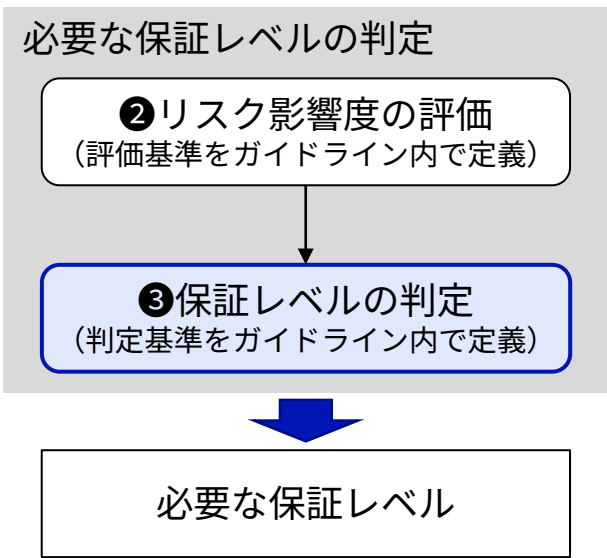 必要な保証レベルの判定
❷リスク影響度の評価
（評価基準をガイドライン内で定義）
❸保証レベルの判定
（判定基準をガイドライン内で定義）
必要な保証レベル